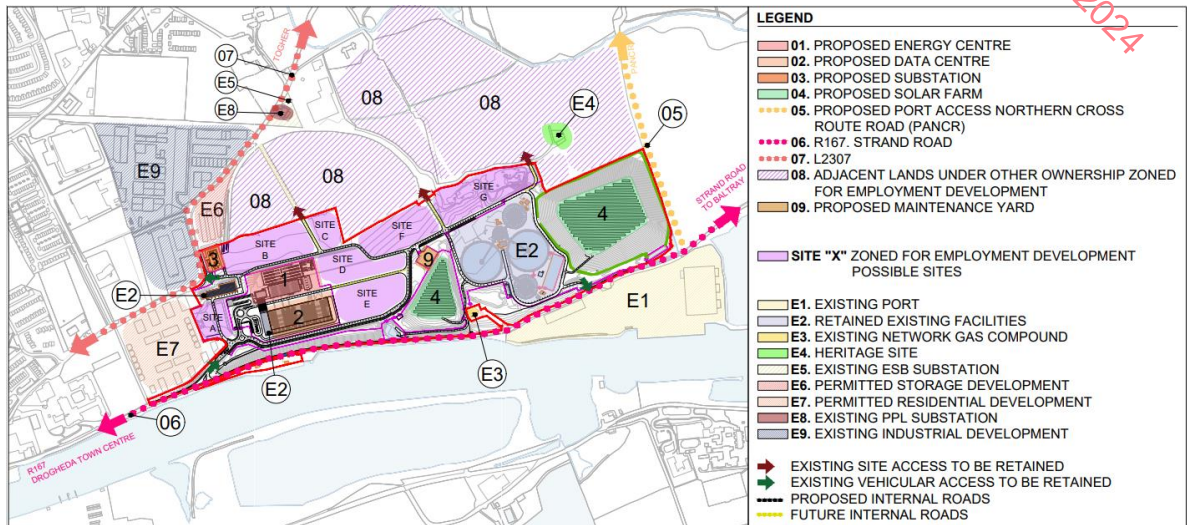 07
TOGHER
E5
E8
08
08
E4
PANCR
05
E9
E6
08
08
SITE
G
STRAND ROAD
TO BALTRAY
SITE
C
SITE
F
SITE
B
3
SITE
D
9
E2
4
1
E2
SITE
E
4
2
SITE
A
E7
E1
E2
E3
06
R167
DROGHEDA TOWN CENTRE
2024
LEGEND
01. PROPOSED ENERGY CENTRE
02. PROPOSED DATA CENTRE
03. PROPOSED SUBSTATION
04. PROPOSED SOLAR FARM
05. PROPOSED PORT ACCESS NORTHERN CROSS
ROUTE ROAD (PANCR)
06. R167. STRAND ROAD
07. L2307
08. ADJACENT LANDS UNDER OTHER OWNERSHIP ZONED
FOR EMPLOYMENT DEVELOPMENT
09. PROPOSED MAINTENANCE YARD
SITE "X" ZONED FOR EMPLOYMENT DEVELOPMENT
POSSIBLE SITES
E1. EXISTING PORT
E2. RETAINED EXISTING FACILITIES
E3. EXISTING NETWORK GAS COMPOUND
E4. HERITAGE SITE
E5. EXISTING ESB SUBSTATION
E6. PERMITTED STORAGE DEVELOPMENT
E7. PERMITTED RESIDENTIAL DEVELOPMENT
E8. EXISTING PPL SUBSTATION
E9. EXISTING INDUSTRIAL DEVELOPMENT
EXISTING SITE ACCESS TO BE RETAINED
EXISTING VEHICULAR ACCESS TO BE RETAINED
PROPOSED INTERNAL ROADS
FUTURE INTERNAL ROADS